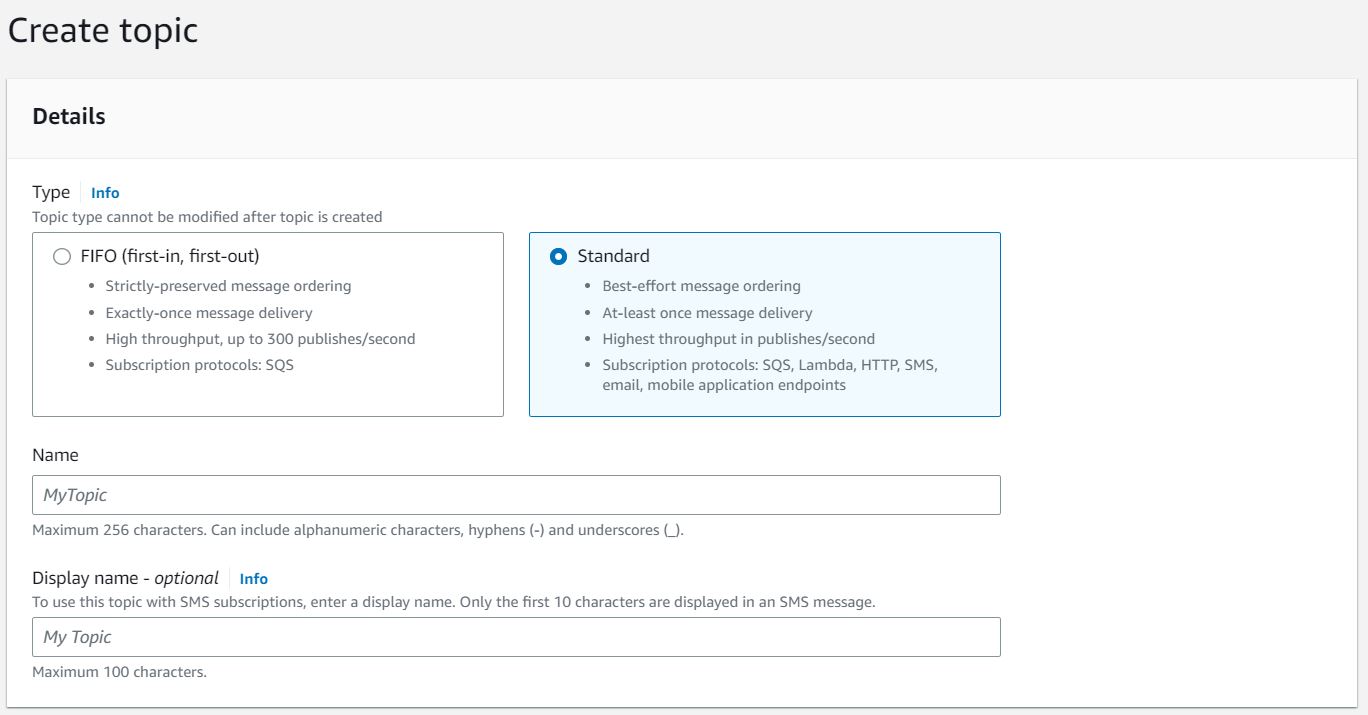 Create topic
Details
Type Info
Topic type cannot be modified after topic is created
FIFO (first-in, first-out)
• Strictly-preserved message ordering
• Exactly-once message delivery
• High throughput, up to 300 publishes/second
• Subscription protocols: SQS
Standard
• Best-effort message ordering
• At-least once message delivery
• Highest throughput in publishes/second
• Subscription protocols: SQS, Lambda, HTTP, SMS,
email, mobile application endpoints
Name
MyTopic
Maximum 256 characters. Can include alphanumeric characters, hyphens (-) and underscores (_).
Display name - optional Info
To use this topic with SMS subscriptions, enter a display name. Only the first 10 characters are displayed in an SMS message.
My Topic
Maximum 100 characters.